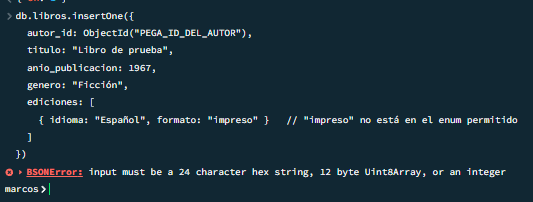 > db.libros.insertOne({
autor_id: ObjectId("PEGA_ID_DEL_AUTOR"),
titulo: "Libro de prueba",
anio_publicacion: 1967,
genero: "Ficción",
ediciones: [
{ idioma: "Español", formato: "impreso" }   // "impreso" no está en el enum permitido
]
})
BSONError: input must be a 24 character hex string, 12 byte Uint8Array, or an integer
marcos>